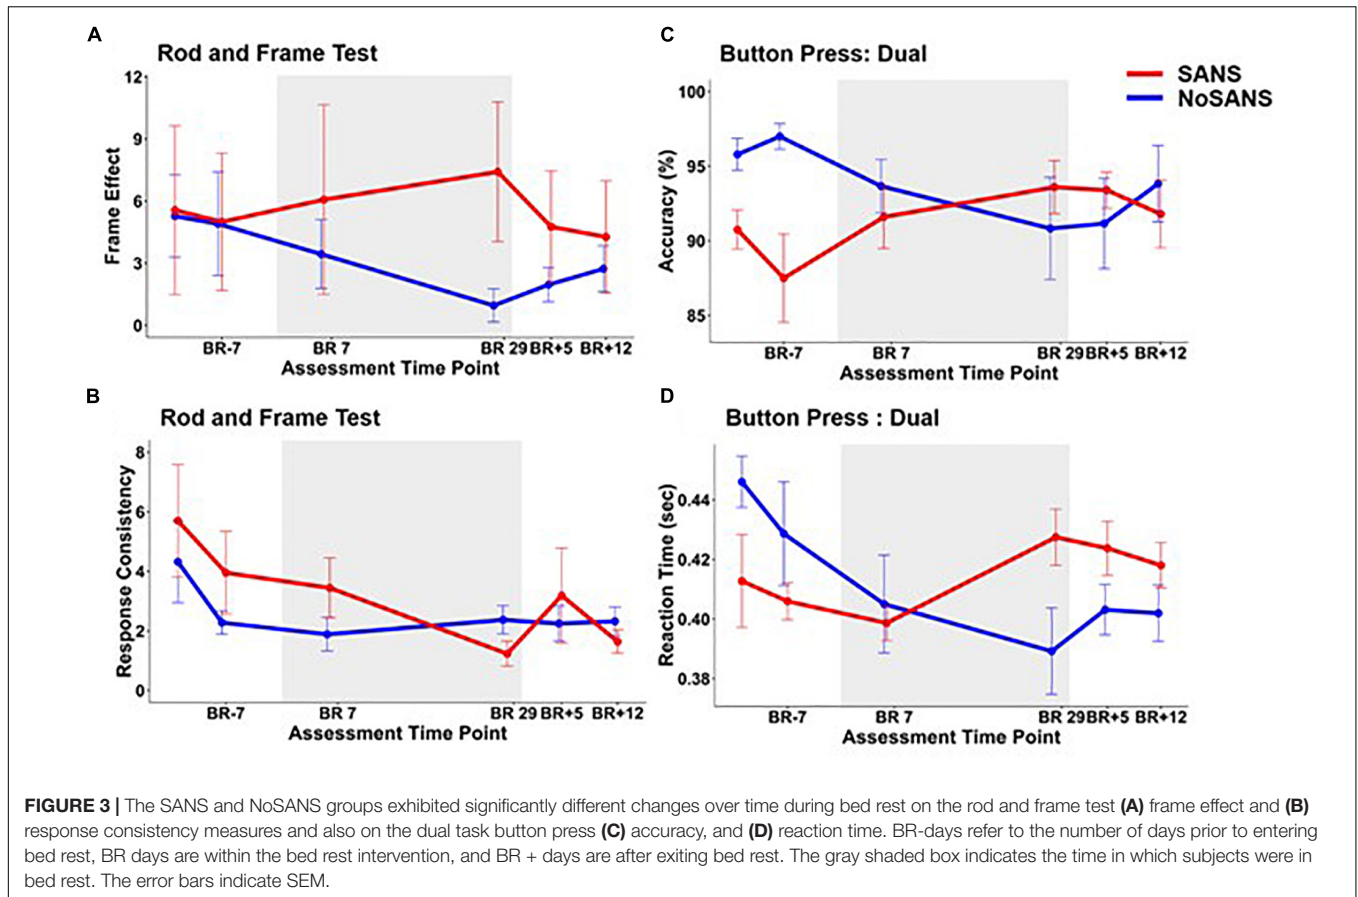 A
Rod and Frame Test
12
9
6
3
0
Frame Effect
BR-7 BR 7 BR 29 BR+5 BR+12
Assessment Time Point
C
Button Press: Dual
SANS
NoSANS
100
95
90
85
Accuracy (%)
BR-7 BR 7 BR 29 BR+5 BR+12
Assessment Time Point
B
Rod and Frame Test
8
6
4
2
0
Response Consistency
BR-7 BR 7 BR 29 BR+5 BR+12
Assessment Time Point
D
Button Press : Dual
0.44
0.42
0.40
0.38
Reaction Time (sec)
BR-7 BR 7 BR 29 BR+5 BR+12
Assessment Time Point
FIGURE 3 | The SANS and NoSANS groups exhibited significantly different changes over time during bed rest on the rod and frame test (A) frame effect and (B)
response consistency measures and also on the dual task button press (C) accuracy, and (D) reaction time. BR-days refer to the number of days prior to entering
bed rest, BR days are within the bed rest intervention, and BR + days are after exiting bed rest. The gray shaded box indicates the time in which subjects were in
bed rest. The error bars indicate SEM.